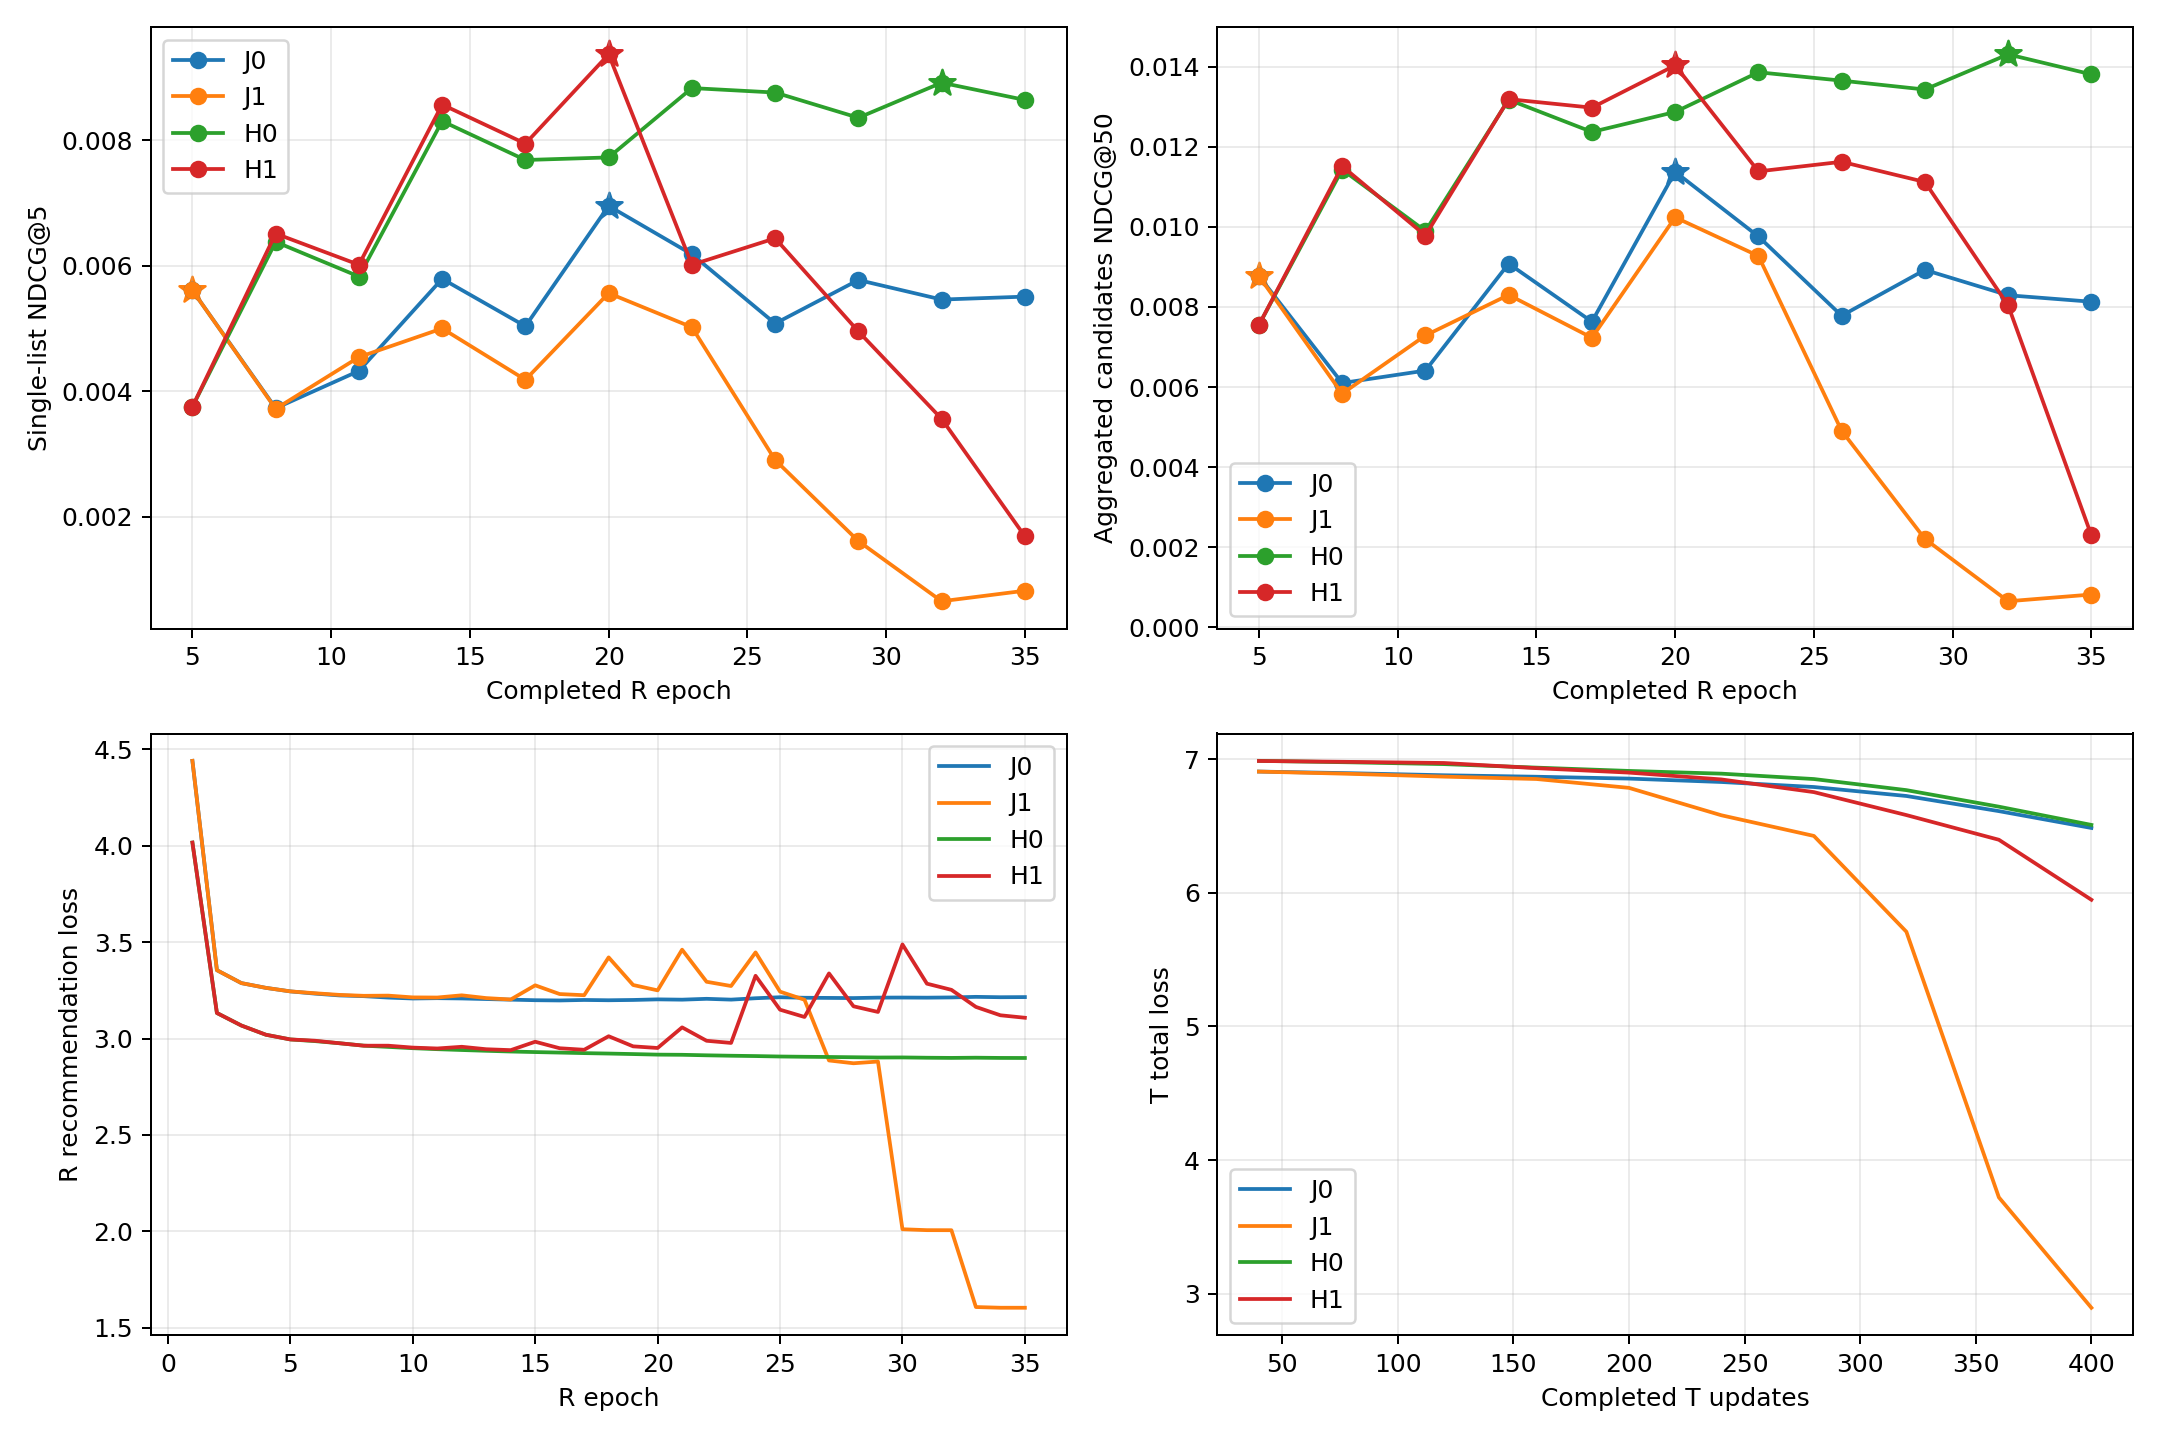 Single-list NDCG@5
0.008
0.006
0.004
0.002
J0
J1
H0
H1
5 10 15 20 25 30 35
Completed R epoch
Aggregated candidates NDCG@50
0.014
0.012
0.010
0.008
0.006
0.004
0.002
0.000
J0
J1
H0
H1
5 10 15 20 25 30 35
Completed R epoch
R recommendation loss
4.5
4.0
3.5
3.0
2.5
2.0
1.5
J0
J1
H0
H1
0 5 10 15 20 25 30 35
R epoch
T total loss
7
6
5
4
3
J0
J1
H0
H1
50 100 150 200 250 300 350 400
Completed T updates